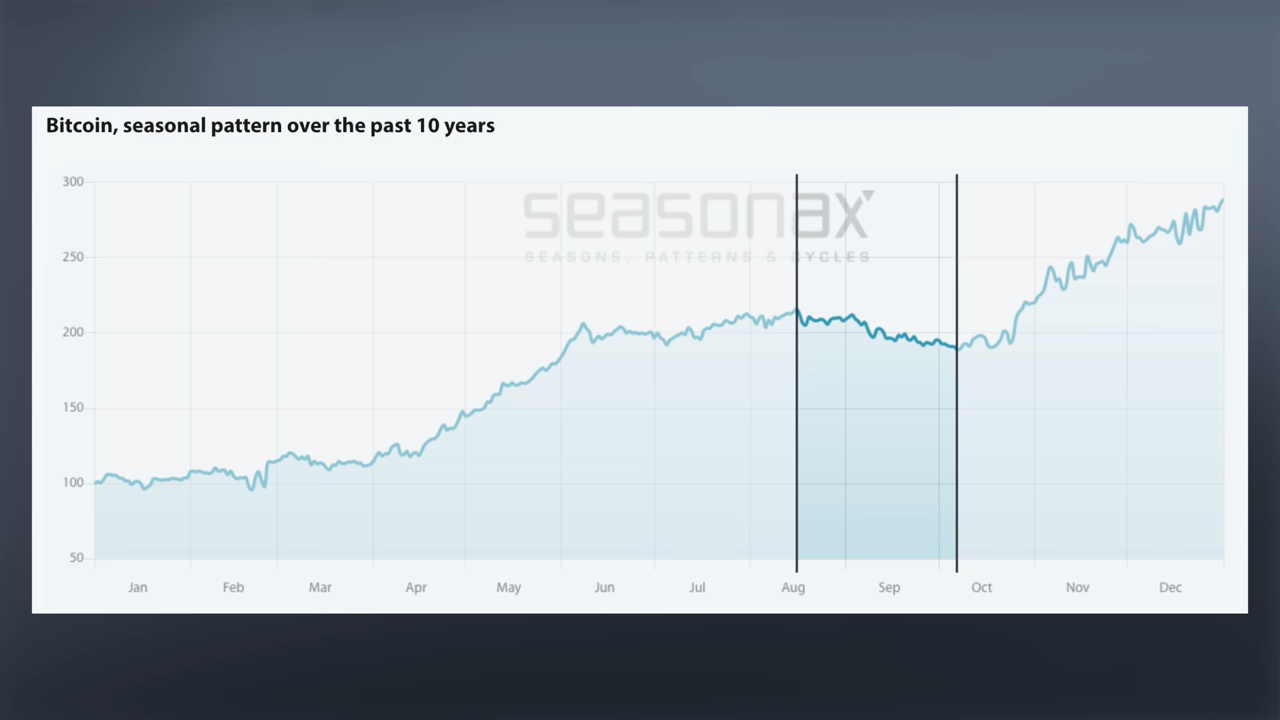 Bitcoin, seasonal pattern over the past 10 years
seasonax
SEASONS, PATTERNS & CYCLES
300
250
200
150
100
50
Jan Feb Mar Apr May Jun Jul Aug Sep Oct Nov Dec